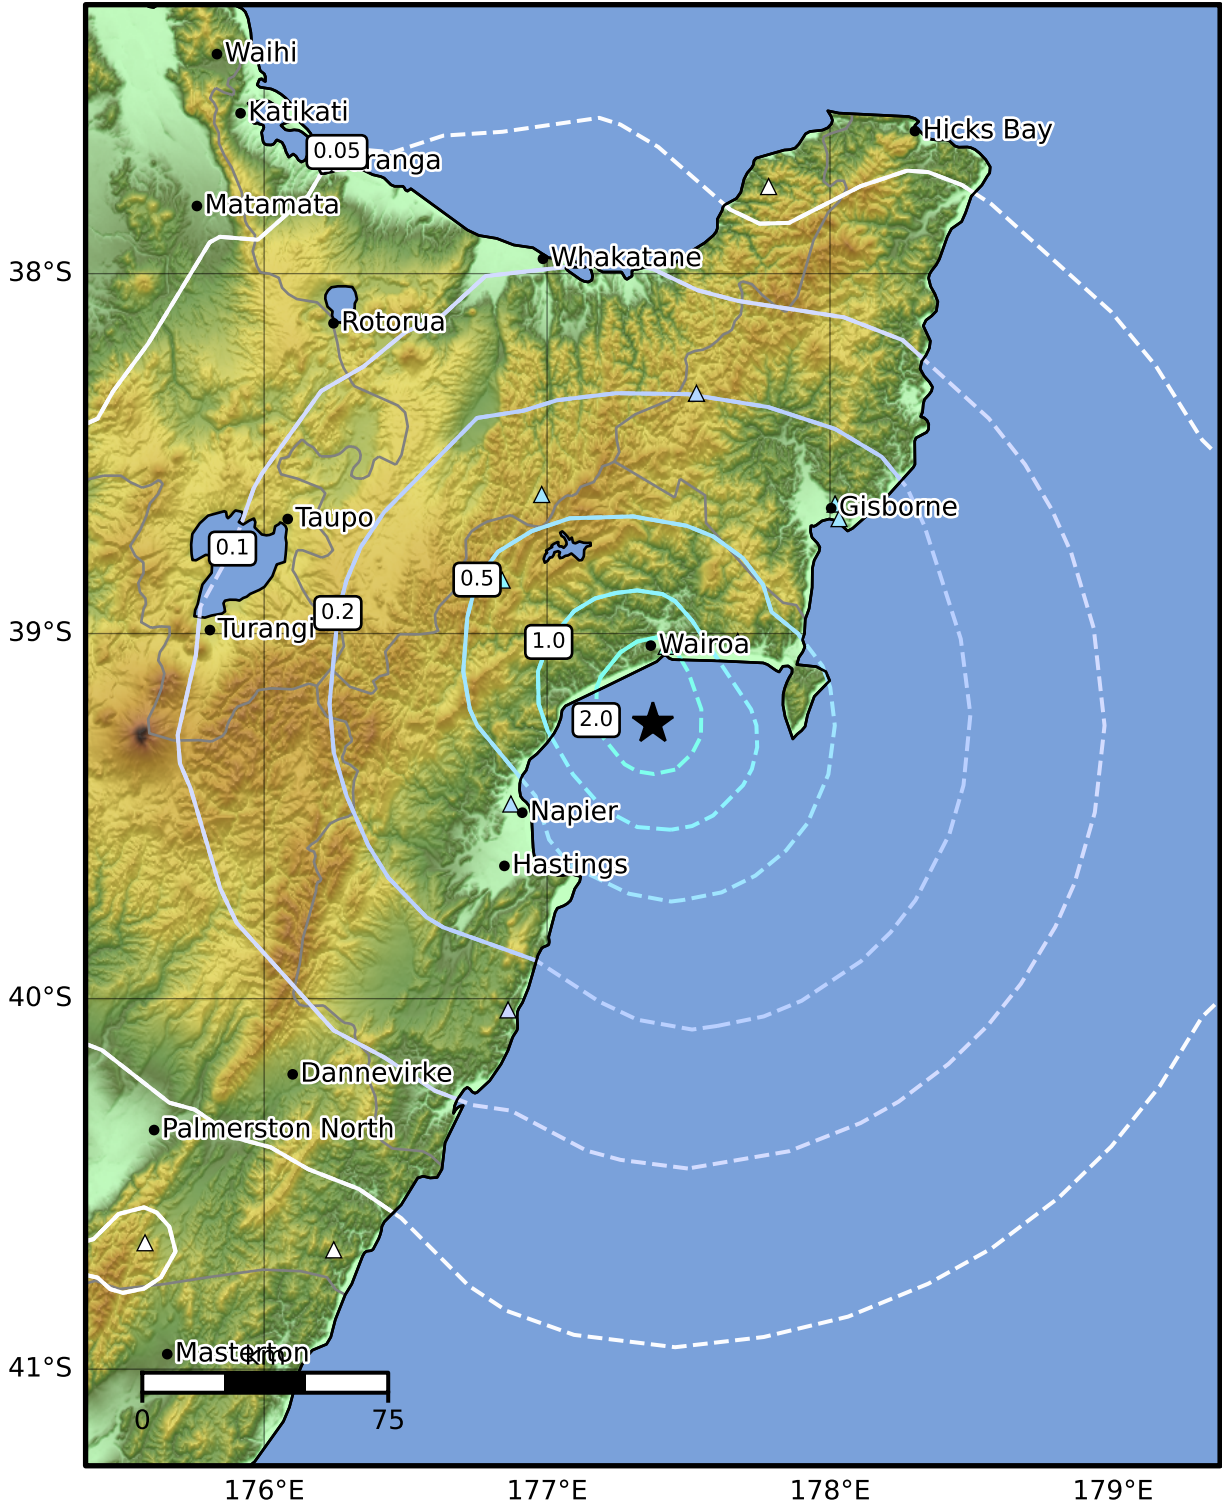 Waihi
Katikati
0.05
ranga
Hicks Bay
Matamata
Whakatane
38°S
Rotorua
Gisborne
Taupo
0.1
0.5
0.2
Turangi
39°S
1.0
Wairoa
2.0
Napier
Hastings
40°S
Dannevirke
Palmerston North
Masterton
km
41°S
0
75
176°E
177°E
178°E
179°E